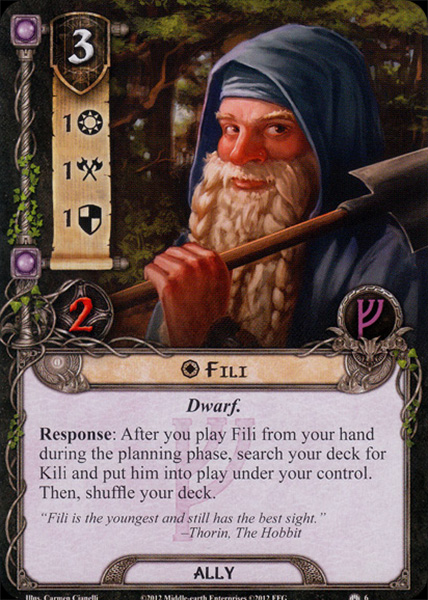 3
1
1
1
2
Fili
Dwarf.
Response: After you play Fili from your hand
during the planning phase, search your deck for
Kili and put him into play under your control.
Then, shuffle your deck.
“Fili is the youngest and still has the best sight.”
–Thorin, The Hobbit
ALLY
Illus. Carmen Cianelli ©2012 Middle-earth Enterprises ©2012 FFG 6